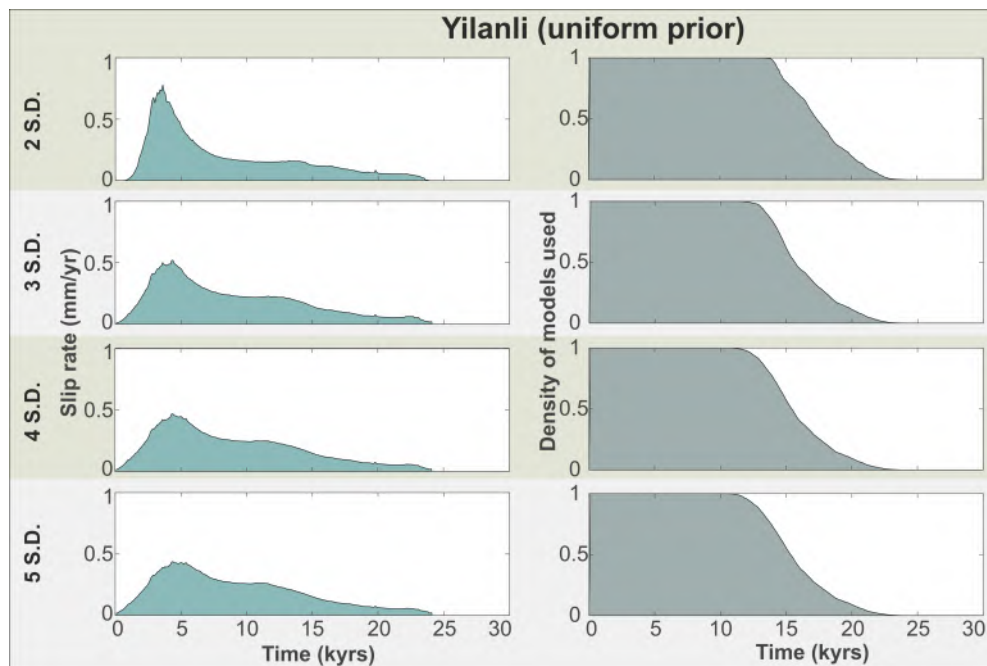 Yilanli (uniform prior)
2 S.D.
3 S.D.
4 S.D.
5 S.D.
Slip rate (mm/yr)
1
0.5
0
1
0.5
0
1
0.5
0
1
0.5
0
0 5 10 15 20 25 30
Time (kyrs)
Density of models used
1
0.5
0
1
0.5
0
1
0.5
0
1
0.5
0
0 5 10 15 20 25 30
Time (kyrs)